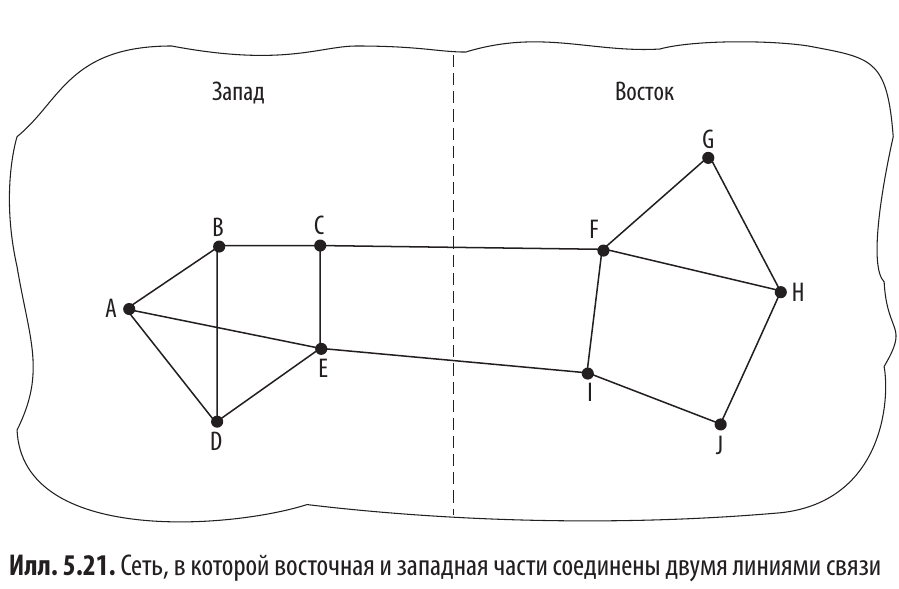 Запад
Восток
G
B
C
F
A
H
E
I
D
J
Илл. 5.21. Сеть, в которой восточная и западная части соединены двумя линиями связи